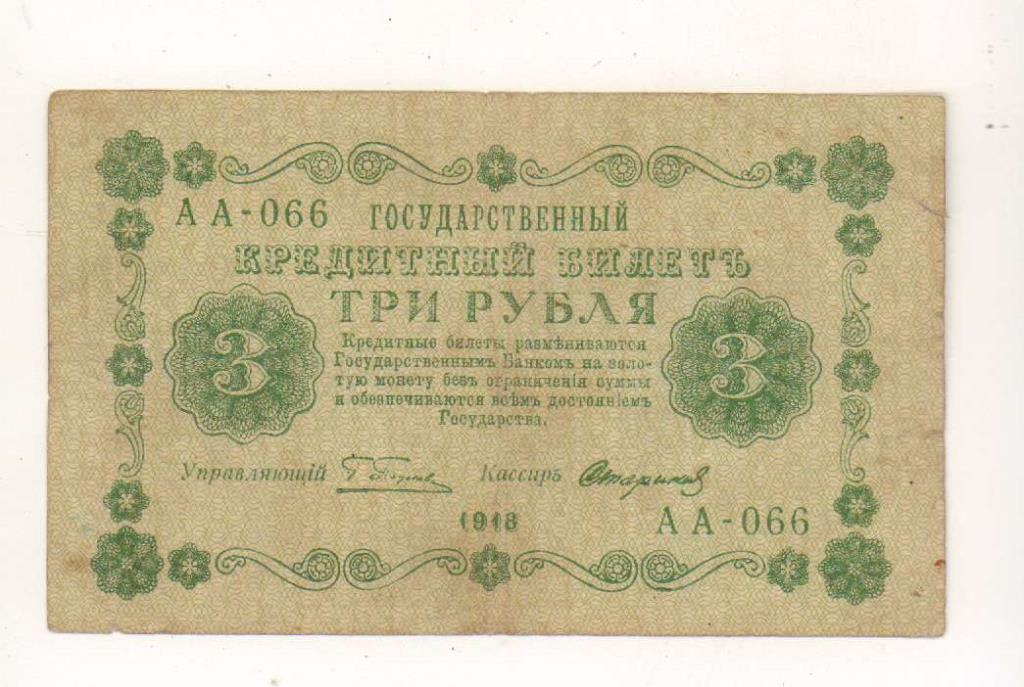 АА-066 ГОСУДАРСТВЕННЫЙ
КРЕДИТНЫЙ БИЛЕТЪ
ТРИ РУБЛЯ
3
3
Кредитные билеты размѣниваются
Государственнымъ Банкомъ на золо-
тую монету безъ ограниченія суммы
и обезпечиваются всѣмъ достояніемъ
Государства.
Управляющій
Кассиръ
1918
АА-066